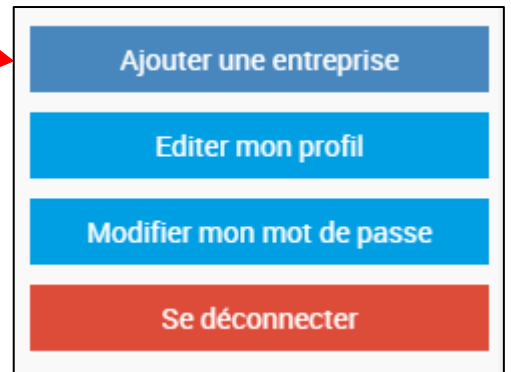 Ajouter une entreprise
Editer mon profil
Modifier mon mot de passe
Se déconnecter